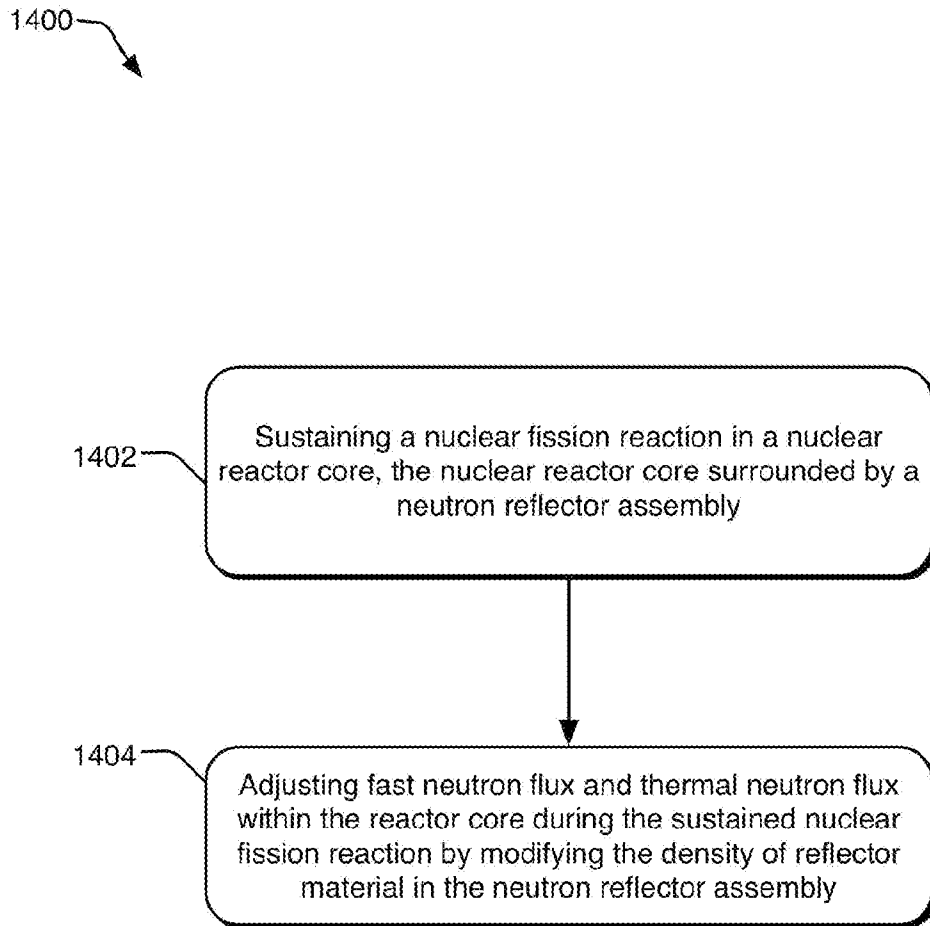 1400
1402
Sustaining a nuclear fission reaction in a nuclear
reactor core, the nuclear reactor core surrounded by a
neutron reflector assembly
1404
Adjusting fast neutron flux and thermal neutron flux
within the reactor core during the sustained nuclear
fission reaction by modifying the density of reflector
material in the neutron reflector assembly